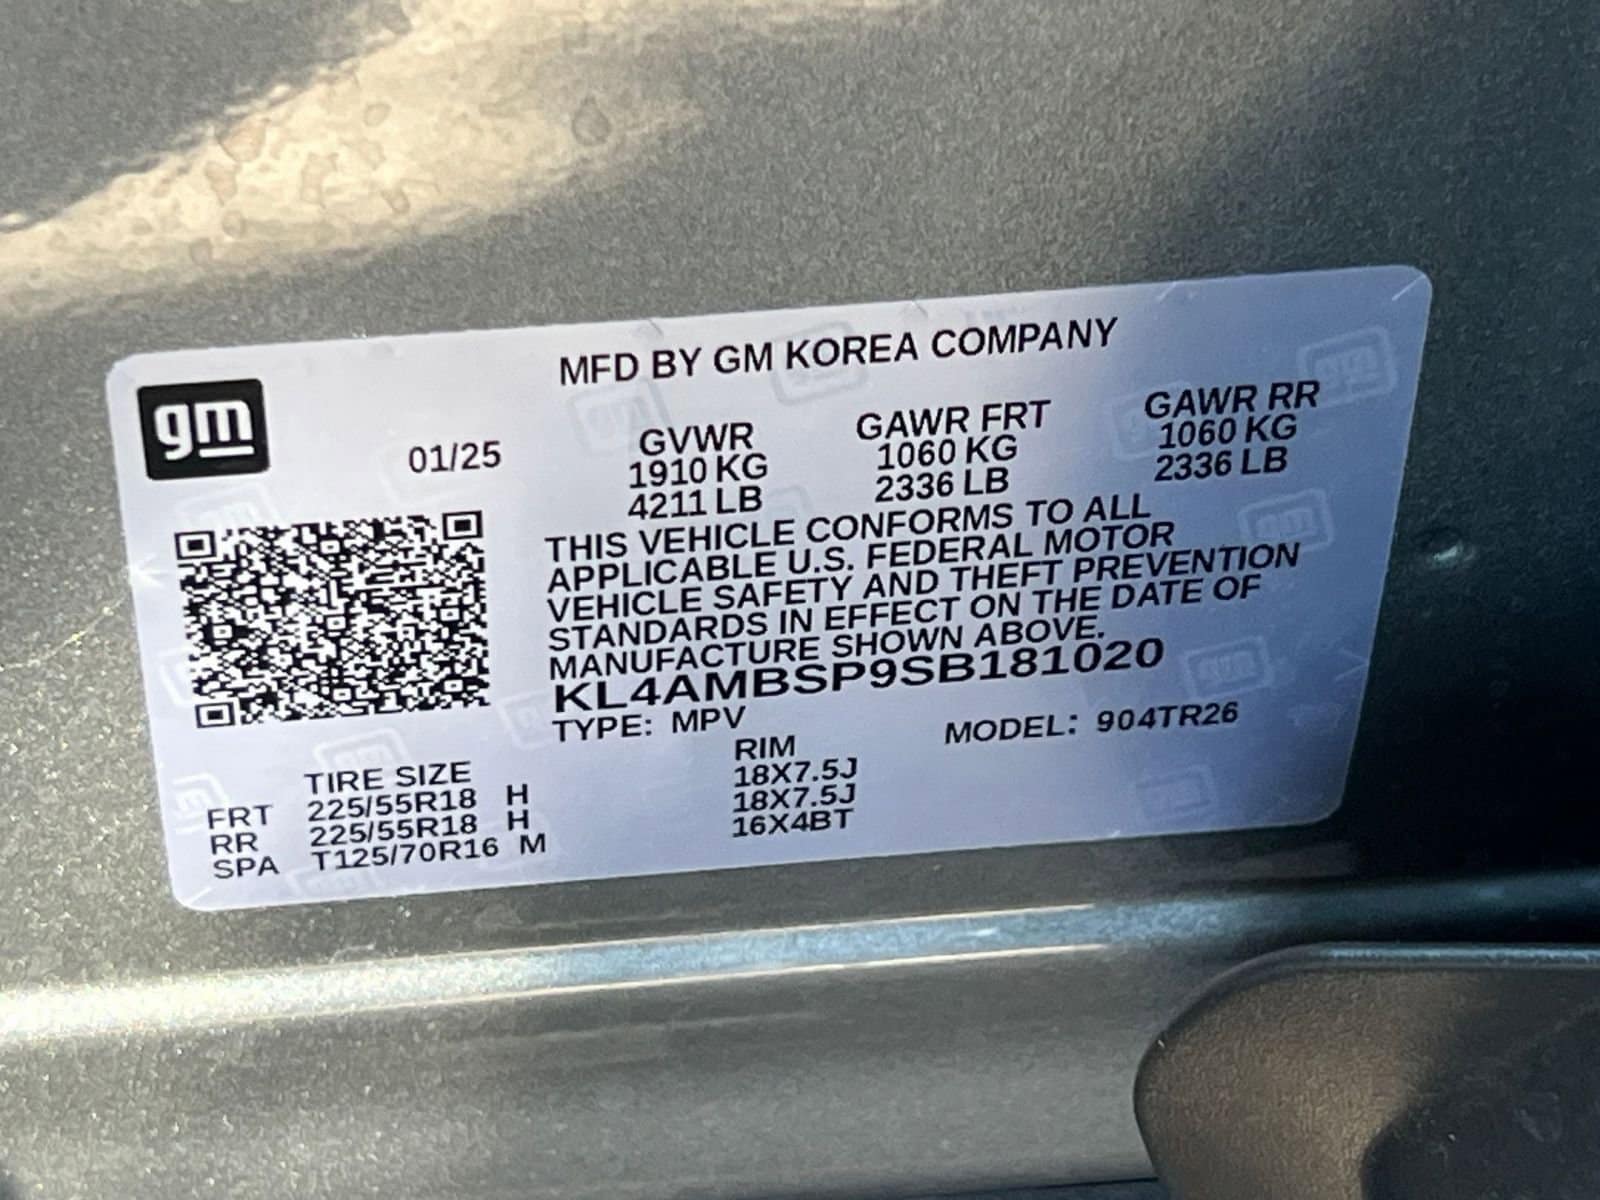 MFD BY GM KOREA COMPANY
gm
01/25
GVWR GAWR FRT GAWR RR
1910 KG 1060 KG 1060 KG
4211 LB 2336 LB 2336 LB
THIS VEHICLE CONFORMS TO ALL
APPLICABLE U.S. FEDERAL MOTOR
VEHICLE SAFETY AND THEFT PREVENTION
STANDARDS IN EFFECT ON THE DATE OF
MANUFACTURE SHOWN ABOVE.
KL4AMBSP9SB181020
TYPE: MPV MODEL: 904TR26
TIRE SIZE RIM
FRT 225/55R18 H 18X7.5J
RR 225/55R18 H 18X7.5J
SPA T125/70R16 M 16X4BT